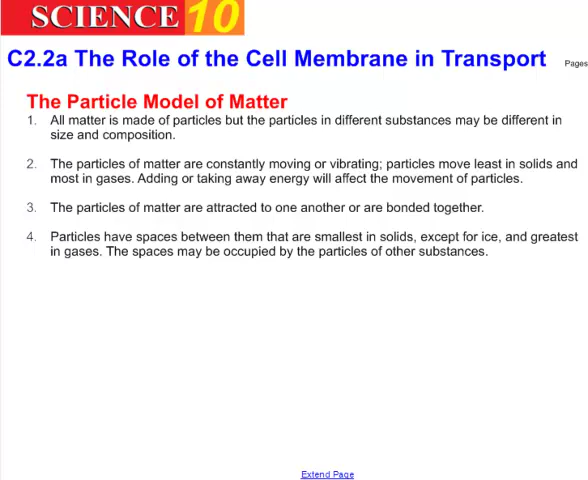 SCIENCE 10
C2.2a The Role of the Cell Membrane in Transport Pages
The Particle Model of Matter
1. All matter is made of particles but the particles in different substances may be different in
size and composition.
2. The particles of matter are constantly moving or vibrating; particles move least in solids and
most in gases. Adding or taking away energy will affect the movement of particles.
3. The particles of matter are attracted to one another or are bonded together.
4. Particles have spaces between them that are smallest in solids, except for ice, and greatest
in gases. The spaces may be occupied by the particles of other substances.
Extend Page